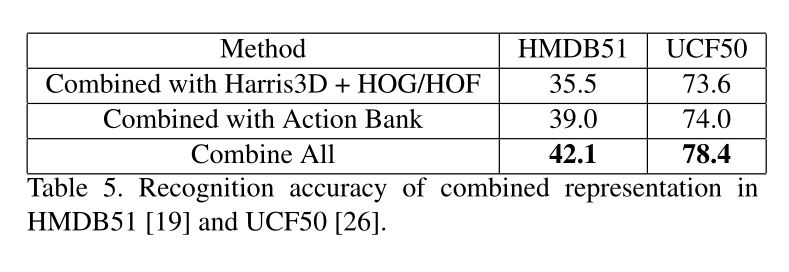 Method HMDB51 UCF50
Combined with Harris3D + HOG/HOF 35.5 73.6
Combined with Action Bank 39.0 74.0
Combine All 42.1 78.4
Table 5. Recognition accuracy of combined representation in
HMDB51 [19] and UCF50 [26].